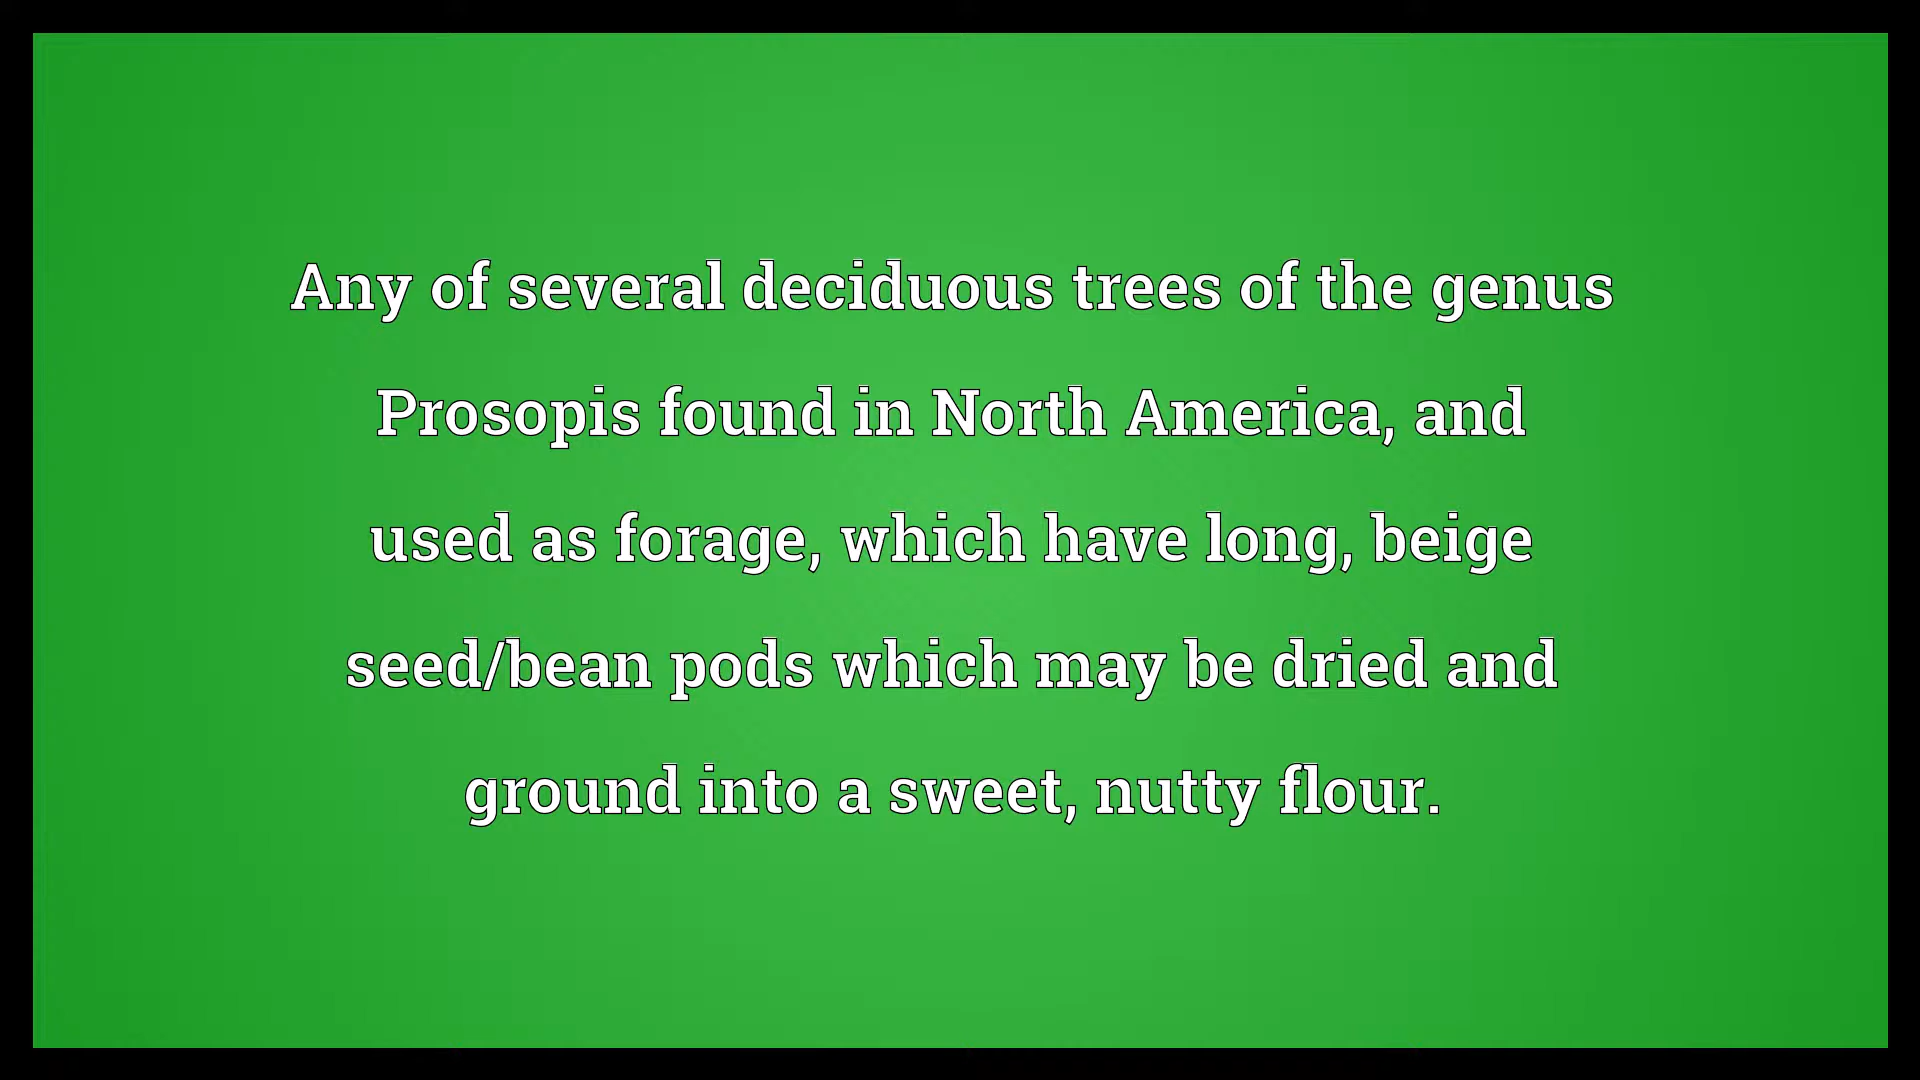 Any of several deciduous trees of the genus
Prosopis found in North America, and
used as forage, which have long, beige
seed/bean pods which may be dried and
ground into a sweet, nutty flour.